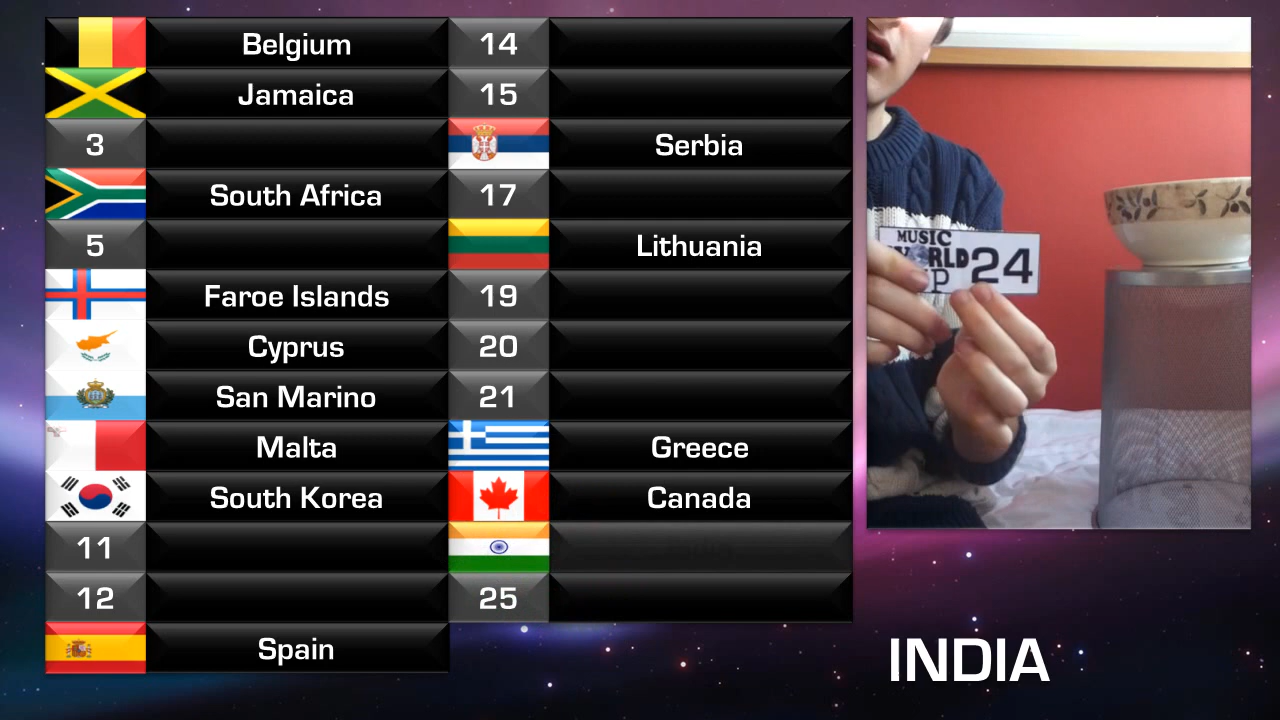 Belgium
Jamaica
3
South Africa
5
Faroe Islands
Cyprus
San Marino
Malta
South Korea
11
12
Spain
14
15
Serbia
17
Lithuania
19
20
21
Greece
Canada
25
MUSIC
24
INDIA